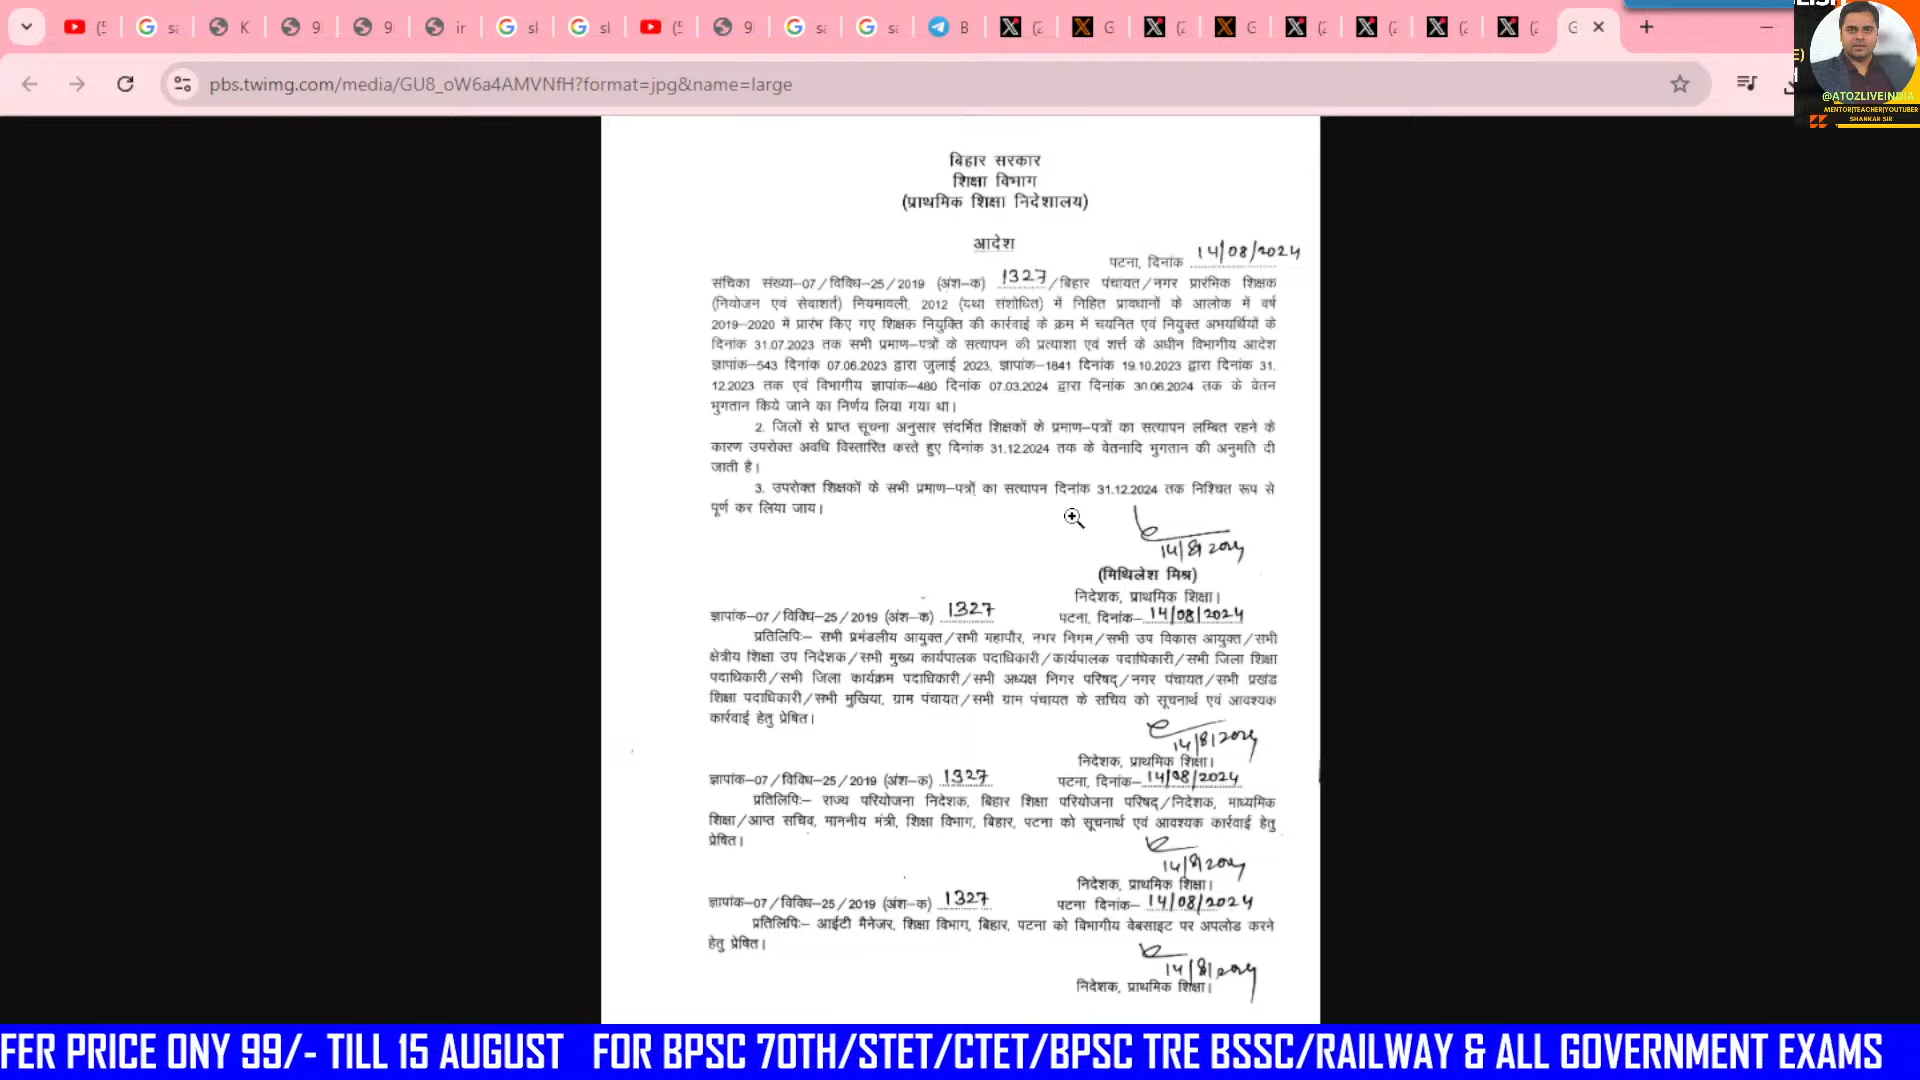 pbs.twimg.com/media/GU8_oW6a4AMVNfH?format=jpg&name=large
@ATOZLIVEINDIA
MENTOR|TEACHER|YOUTUBER
SHANKAR SIR
बिहार सरकार
शिक्षा विभाग
(प्राथमिक शिक्षा निदेशालय)
आदेश
पटना, दिनांक 14/08/2024
संचिका संख्या-07/विविध-25/2019 (अंश-क) 1327/बिहार पंचायत/नगर प्रारंमिक शिक्षक
(नियोजन एवं सेवाशर्त) नियमावली, 2012 (यथा संशोधित) में निहित प्रावधानों के आलोक में वर्ष
2019-2020 में प्रारंभ किए गए शिक्षक नियुक्ति की कार्रवाई के क्रम में चयनित एवं नियुक्त अभयर्थियों के
दिनांक 31.07.2023 तक सभी प्रमाण-पत्रों के सत्यापन की प्रत्याशा एवं शर्त्त के अधीन विभागीय आदेश
ज्ञापांक-543 दिनांक 07.06.2023 द्वारा जुलाई 2023, ज्ञापांक-1841 दिनांक 19.10.2023 द्वारा दिनांक 31.
12.2023 तक एवं विभागीय ज्ञापांक-480 दिनांक 07.03.2024 द्वारा दिनांक 30.06.2024 तक के वेतन
भुगतान किये जाने का निर्णय लिया गया था।
2. जिलों से प्राप्त सूचना अनुसार संदर्भित शिक्षकों के प्रमाण-पत्रों का सत्यापन लम्बित रहने के
कारण उपरोक्त अवधि विस्तारित करते हुए दिनांक 31.12.2024 तक के वेतनादि भुगतान की अनुमति दी
जाती है।
3. उपरोक्त शिक्षकों के सभी प्रमाण-पत्रों का सत्यापन दिनांक 31.12.2024 तक निश्चित रूप से
पूर्ण कर लिया जाय।
14/8/2024
(मिथिलेश मिश्र)
निदेशक, प्राथमिक शिक्षा।
ज्ञापांक-07/विविध-25/2019 (अंश-क) 1327 पटना, दिनांक- 14/08/2024
प्रतिलिपिः- सभी प्रमंडलीय आयुक्त/सभी महापौर, नगर निगम/सभी उप विकास आयुक्त/सभी
क्षेत्रीय शिक्षा उप निदेशक/सभी मुख्य कार्यपालक पदाधिकारी/कार्यपालक पदाधिकारी/सभी जिला शिक्षा
पदाधिकारी/सभी जिला कार्यक्रम पदाधिकारी/सभी अध्यक्ष निगर परिषद्/नगर पंचायत/सभी प्रखंड
शिक्षा पदाधिकारी/सभी मुखिया, ग्राम पंचायत/सभी ग्राम पंचायत के सचिव को सूचनार्थ एवं आवश्यक
कार्रवाई हेतु प्रेषित।
14/8/2024
निदेशक, प्राथमिक शिक्षा।
ज्ञापांक-07/विविध-25/2019 (अंश-क) 1327 पटना, दिनांक- 14/08/2024
प्रतिलिपिः- राज्य परियोजना निदेशक, बिहार शिक्षा परियोजना परिषद्/निदेशक, माध्यमिक
शिक्षा/आप्त सचिव, माननीय मंत्री, शिक्षा विभाग, बिहार, पटना को सूचनार्थ एवं आवश्यक कार्रवाई हेतु
प्रेषित।
14/8/2024
निदेशक, प्राथमिक शिक्षा।
ज्ञापांक-07/विविध-25/2019 (अंश-क) 1327 पटना दिनांक- 14/08/2024
प्रतिलिपिः- आईटी मैनेजर, शिक्षा विभाग, बिहार, पटना को विभागीय वेबसाइट पर अपलोड करने
हेतु प्रेषित।
14/8/2024
निदेशक, प्राथमिक शिक्षा।
FER PRICE ONY 99/- TILL 15 AUGUST FOR BPSC 70TH/STET/CTET/BPSC TRE BSSC/RAILWAY & ALL GOVERNMENT EXAMS